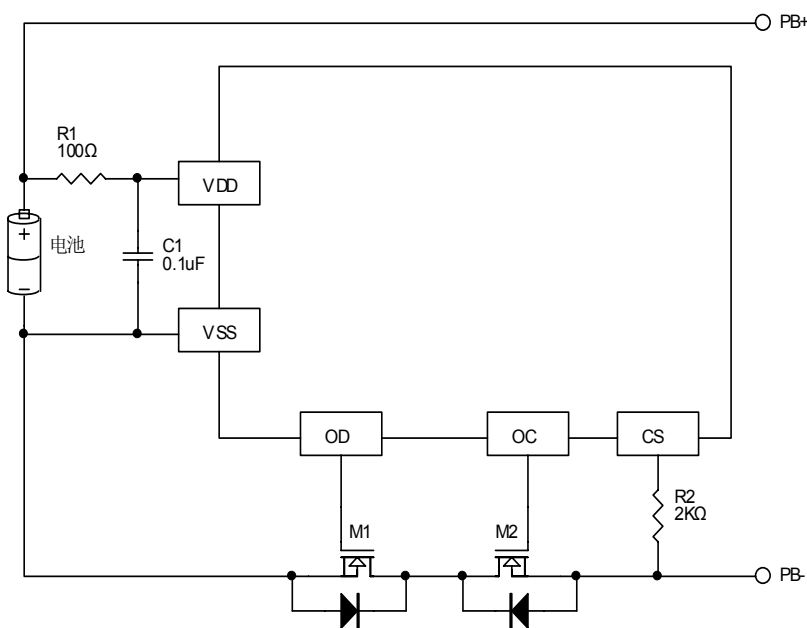 PB+
R1
100Ω
VDD
+
电池
C1
0.1uF
−
VSS
OD
OC
CS
R2
2KΩ
M1
M2
PB-